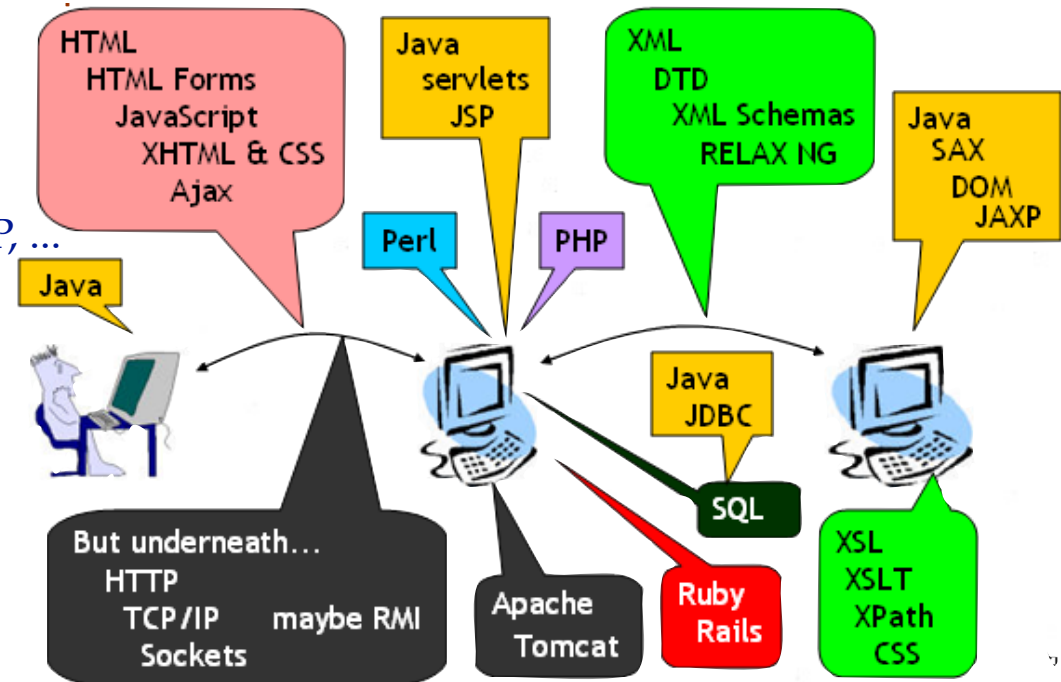 HTML
HTML Forms
JavaScript
XHTML & CSS
Ajax
Java
servlets
JSP
XML
DTD
XML Schemas
RELAX NG
Java
SAX
DOM
JAXP
P, ...
Perl
PHP
Java
Java
JDBC
SQL
But underneath...
HTTP
TCP/IP maybe RMI
Sockets
Apache
Tomcat
Ruby
Rails
XSL
XSLT
XPath
CSS